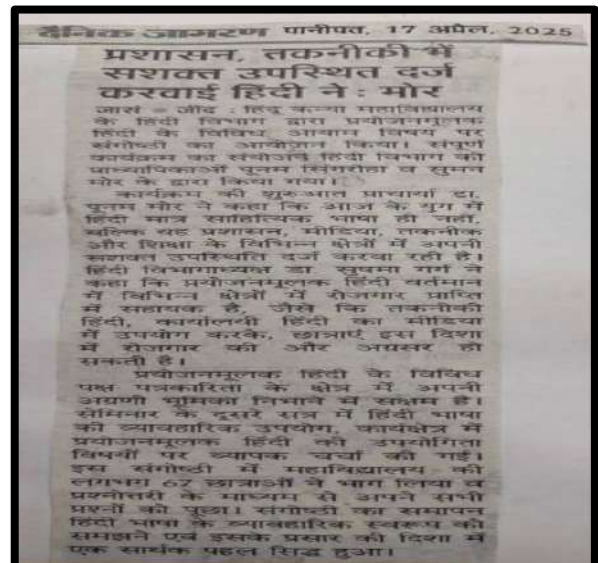 दैनिक जागरण पानीपत, 17 अप्रैल, 2025
प्रशासन, तकनीकी में
सशक्त उपस्थित दर्ज
करवाई हिंदी ने : मोर
जासं = जींद : हिंदू कन्या महाविद्यालय
के हिंदी विभाग द्वारा प्रयोजनमूलक
हिंदी के विविध आयाम विषय पर
संगोष्ठी का आयोजन किया। संपूर्ण
कार्यक्रम का संयोजन हिंदी विभाग की
प्राध्यापिकाओं पूनम सिंगरोहा व सुमन
मोर के द्वारा किया गया।
कार्यक्रम की शुरुआत प्राचार्या डा.
पूनम मोर ने कहा कि आज के युग में
हिंदी मात्र साहित्यिक भाषा ही नहीं,
बल्कि यह प्रशासन, मीडिया, तकनीक
और शिक्षा के विभिन्न क्षेत्रों में अपनी
सशक्त उपस्थिति दर्ज करवा रही है।
हिंदी विभागाध्यक्ष डा. सुषमा गर्ग ने
कहा कि प्रयोजनमूलक हिंदी वर्तमान
में विभिन्न क्षेत्रों में रोजगार प्राप्ति
में सहायक है, जैसे कि तकनीकी
हिंदी, कार्यालयी हिंदी का मीडिया
में उपयोग करके, छात्राएं इस दिशा
में रोजगार की और अग्रसर हो
सकती है।
प्रयोजनमूलक हिंदी के विविध
पक्ष पत्रकारिता के क्षेत्र में अपनी
अग्रणी भूमिका निभाने में सक्षम है।
सेमिनार के दूसरे सत्र में हिंदी भाषा
की व्यावहारिक उपयोग, कार्यक्षेत्र में
प्रयोजनमूलक हिंदी की उपयोगिता
विषयों पर व्यापक चर्चा की गई।
इस संगोष्ठी में महाविद्यालय की
लगभग 67 छात्राओं ने भाग लिया व
प्रश्नोत्तरी के माध्यम से अपने सभी
प्रश्नों को पूछा। संगोष्ठी का समापन
हिंदी भाषा के व्यावहारिक स्वरूप को
समझने एवं इसके प्रसार की दिशा में
एक सार्थक पहल सिद्ध हुआ।